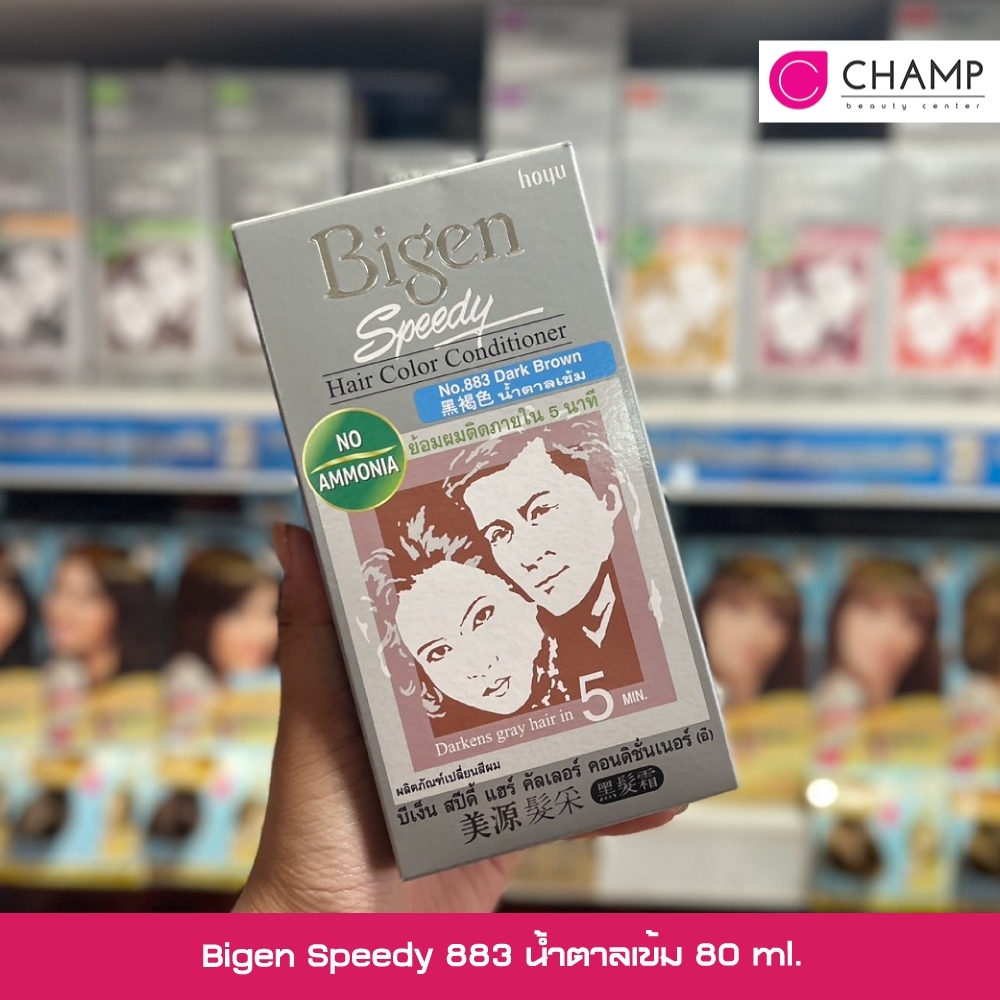 CHAMP
beauty center
hoyu
Bigen
Speedy
Hair Color Conditioner
No.883 Dark Brown
黑褐色 น้ำตาลเข้ม
ย้อมผมติดภายใน 5 นาที
NO
AMMONIA
Darkens gray hair in 5 MIN.
ผลิตภัณฑ์เปลี่ยนสีผม
บีเง็น สปีดี้ แฮร์ คัลเลอร์ คอนดิชั่นเนอร์ (ดี)
美源髮采 黑髮霜
Bigen Speedy 883 น้ำตาลเข้ม 80 ml.